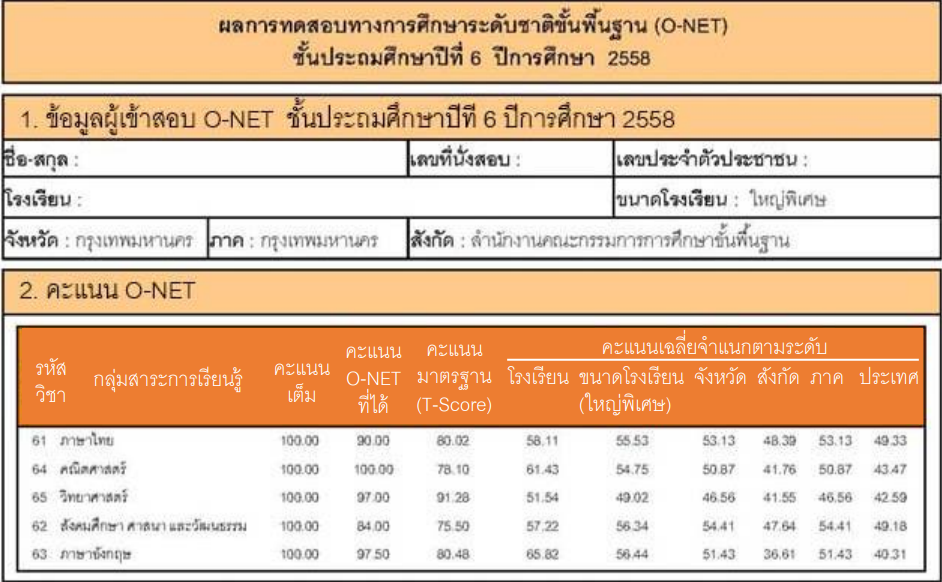 ผลการทดสอบทางการศึกษาระดับชาติขั้นพื้นฐาน (O-NET)
ชั้นประถมศึกษาปีที่ 6 ปีการศึกษา 2558
1. ข้อมูลผู้เข้าสอบ O-NET ชั้นประถมศึกษาปีที่ 6 ปีการศึกษา 2558
ชื่อ-สกุล : เลขที่นั่งสอบ : เลขประจำตัวประชาชน :
โรงเรียน : ขนาดโรงเรียน : ใหญ่พิเศษ
จังหวัด : กรุงเทพมหานคร ภาค : กรุงเทพมหานคร สังกัด : สำนักงานคณะกรรมการการศึกษาขั้นพื้นฐาน
2. คะแนน O-NET
รหัสวิชา กลุ่มสาระการเรียนรู้ คะแนนเต็ม คะแนน O-NET ที่ได้ คะแนนมาตรฐาน (T-Score) คะแนนเฉลี่ยจำแนกตามระดับ
โรงเรียน ขนาดโรงเรียน (ใหญ่พิเศษ) จังหวัด สังกัด ภาค ประเทศ
61 ภาษาไทย 100.00 90.00 80.02 58.11 55.53 53.13 48.39 53.13 49.33
64 คณิตศาสตร์ 100.00 100.00 78.10 61.43 54.75 50.87 41.76 50.87 43.47
65 วิทยาศาสตร์ 100.00 97.00 91.28 51.54 49.02 46.56 41.55 46.56 42.59
62 สังคมศึกษา ศาสนา และวัฒนธรรม 100.00 84.00 75.50 57.22 56.34 54.41 47.64 54.41 49.18
63 ภาษาอังกฤษ 100.00 97.50 80.48 65.82 56.44 51.43 36.61 51.43 40.31